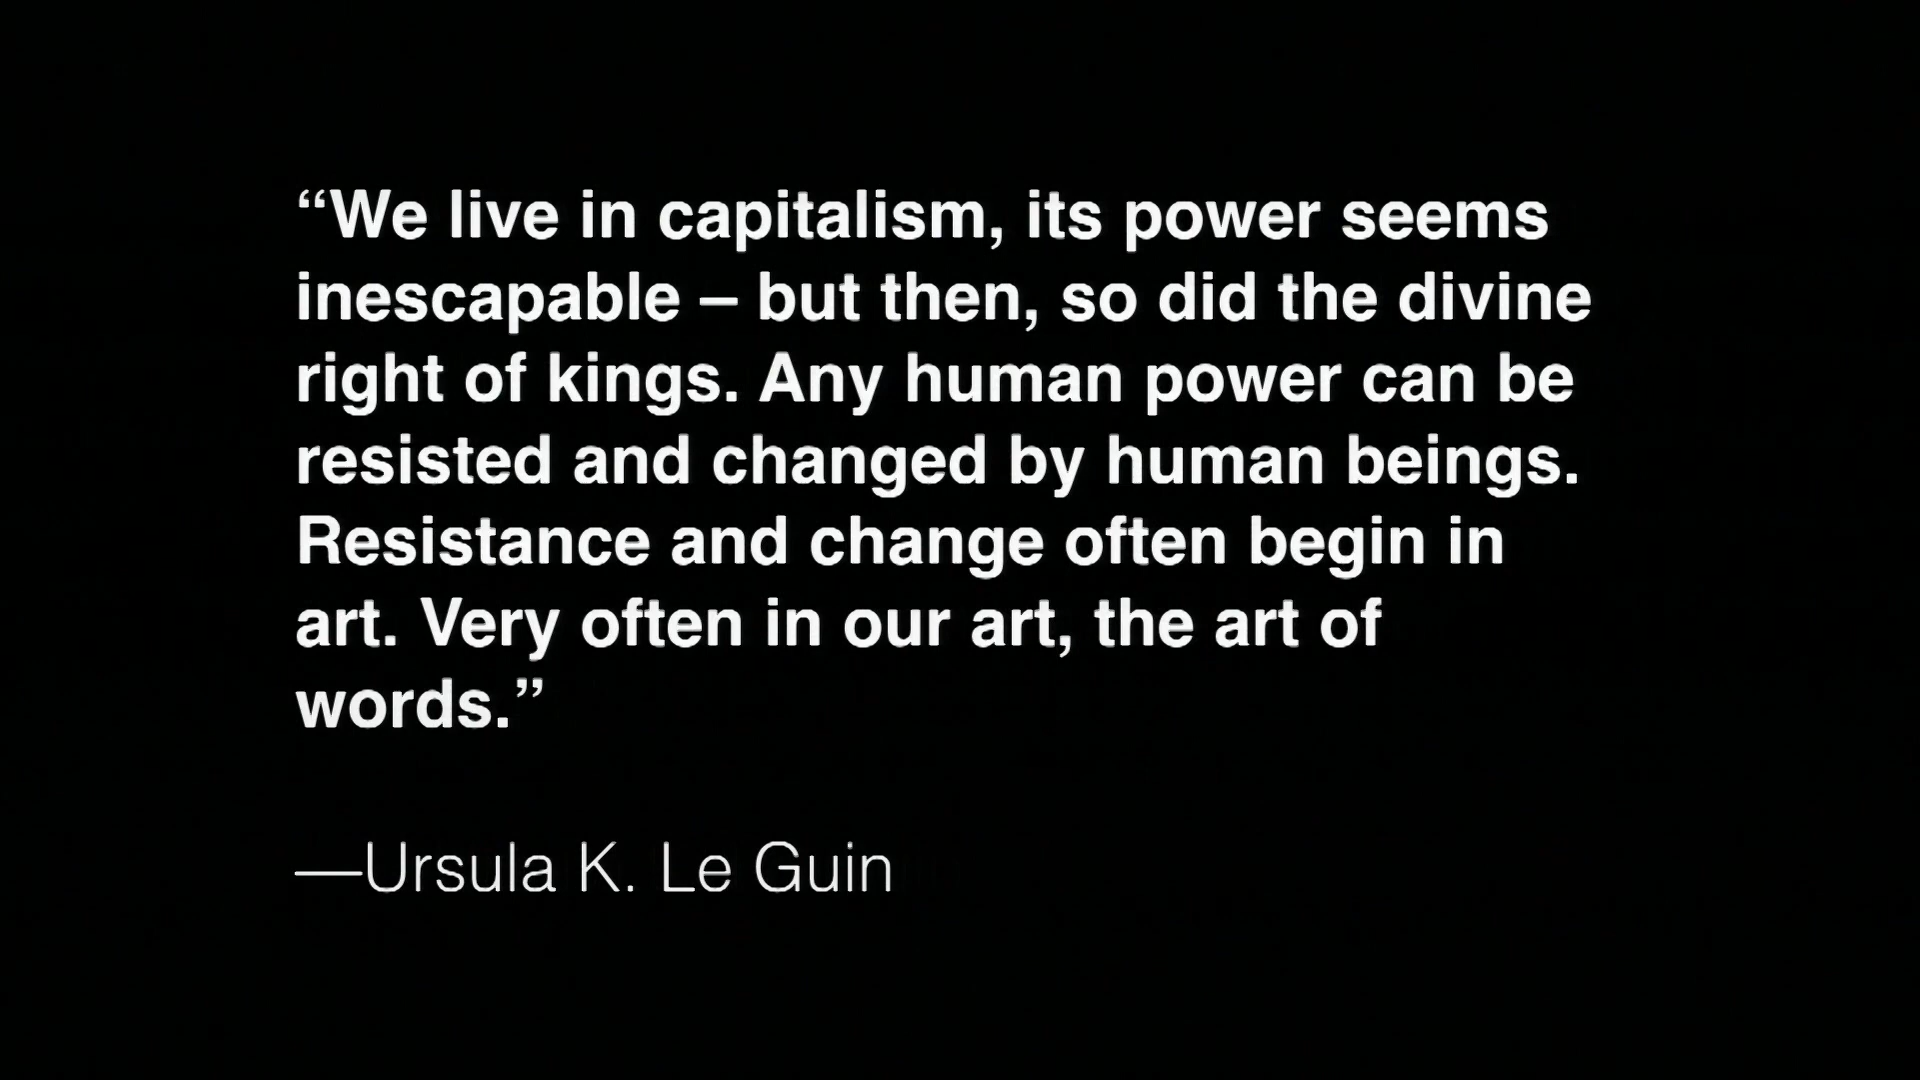 “We live in capitalism, its power seems
inescapable – but then, so did the divine
right of kings. Any human power can be
resisted and changed by human beings.
Resistance and change often begin in
art. Very often in our art, the art of
words.”
—Ursula K. Le Guin